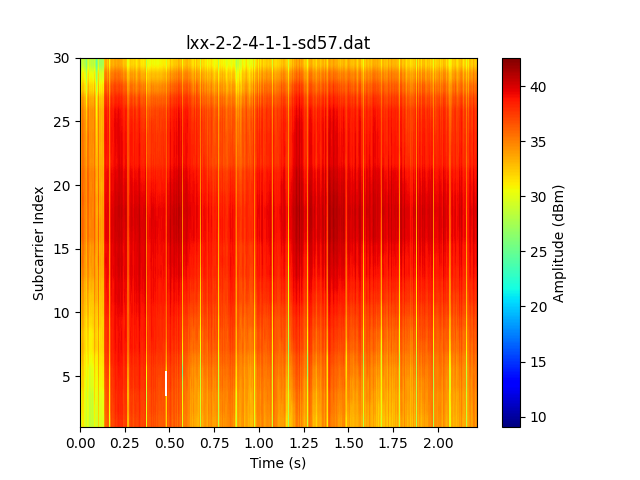 lxx-2-2-4-1-1-sd57.dat
30
25
20
15
10
5
Subcarrier Index
0.00 0.25 0.50 0.75 1.00 1.25 1.50 1.75 2.00
Time (s)
40
35
30
25
20
15
10
Amplitude (dBm)